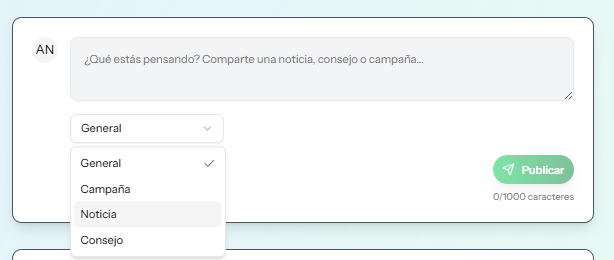 AN
¿Qué estás pensando? Comparte una noticia, consejo o campaña...
General
General
Campaña
Publicar
0/1000 caracteres
Noticia
Consejo